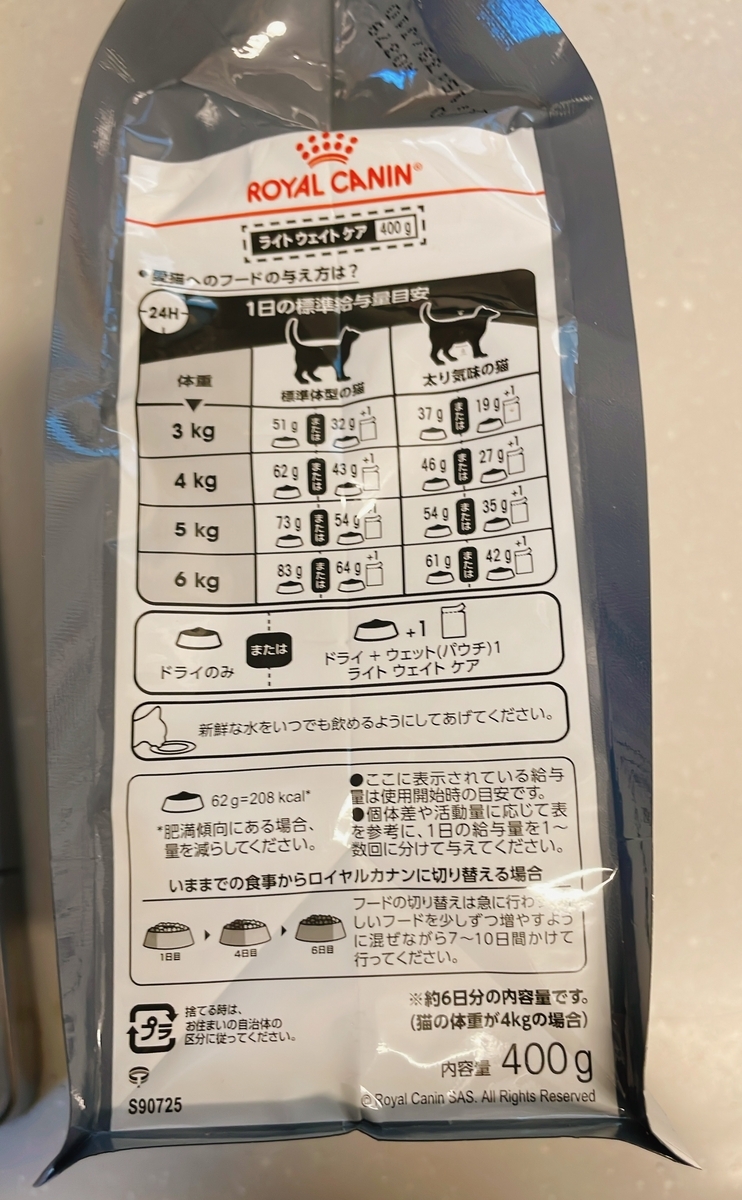 ROYAL CANIN®
ライト ウェイト ケア 400 g
• 愛猫へのフードの与え方は?
24H
1日の標準給与量目安
体重 標準体型の猫 太り気味の猫
3 kg 51 g または 32 g +1 37 g または 19 g +1
4 kg 62 g または 43 g +1 46 g または 27 g +1
5 kg 73 g または 54 g +1 54 g または 35 g +1
6 kg 83 g または 64 g +1 61 g または 42 g +1
または +1
ドライのみ ドライ + ウェット(パウチ)1
ライト ウェイト ケア
新鮮な水をいつでも飲めるようにしてあげてください。
62 g=208 kcal*
*肥満傾向にある場合、
量を減らしてください。
●ここに表示されている給与
量は使用開始時の目安です。
●個体差や活動量に応じて表
を参考に、1日の給与量を1〜
数回に分けて与えてください。
いままでの食事からロイヤルカナンに切り替える場合
1日目 4日目 6日目
フードの切り替えは急に行わ
しいフードを少しずつ増やすよう
に混ぜながら7〜10日間かけて
行ってください。
プラ
捨てる時は、
お住まいの自治体の
区分に従ってください。
※約6日分の内容量です。
(猫の体重が4kgの場合)
内容量 400 g
S90725
© Royal Canin SAS. All Rights Reserved